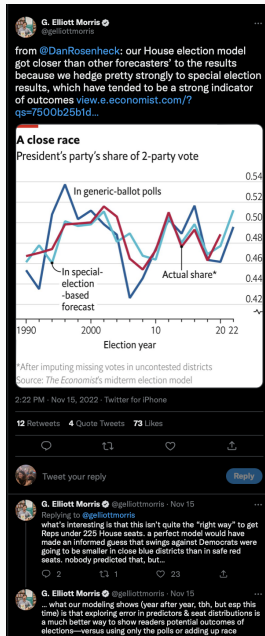 G. Elliott Morris
@gelliottmorris
from @DanRosenheck: our House election model
got closer than other forecasters' to the results
because we hedge pretty strongly to special election
results, which have tended to be a strong indicator
of outcomes view.e.economist.com/?
qs=7500b25b1d...
A close race
President's party's share of 2-party vote
0.54
In generic-ballot polls
0.52
0.50
0.48
0.46
In special-
election
-based
forecast
Actual share*
0.44
0.42
1990 2000 10 20 22
Election year
*After imputing missing votes in uncontested districts
Source: The Economist's midterm election model
2:22 PM · Nov 15, 2022 · Twitter for iPhone
12 Retweets 4 Quote Tweets 73 Likes
Tweet your reply
Reply
G. Elliott Morris @gelliottmorris · Nov 15
Replying to @gelliottmorris
what's interesting is that this isn't quite the "right way" to get
Reps under 225 House seats. a perfect model would have
made an informed guess that swings against Democrats were
going to be smaller in close blue districts than in safe red
seats. nobody predicted that, but...
2 1 23
G. Elliott Morris @gelliottmorris · Nov 15
... what our modeling shows (year after year, tbh, but esp this
time) is that exploring error in predictors & seat distributions is
a much better way to show readers potential outcomes of
elections—versus using only the polls or adding up race